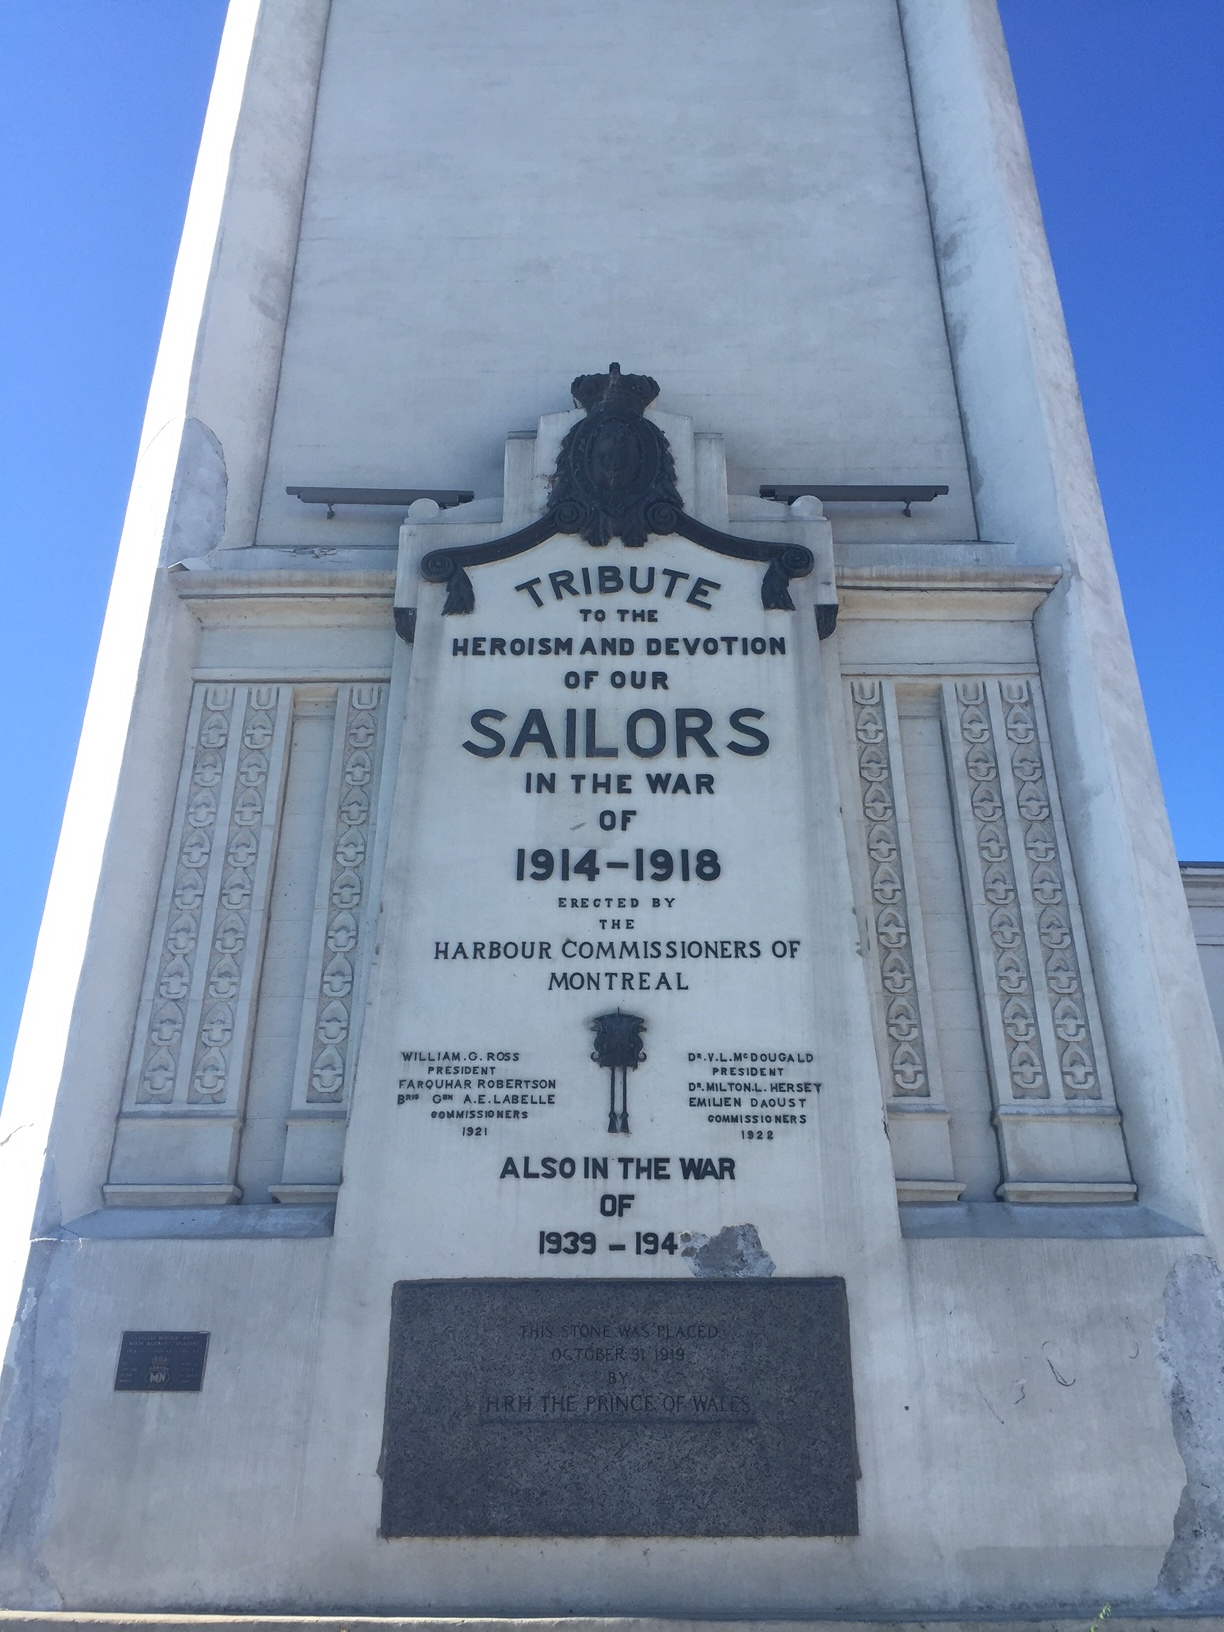 TRIBUTE
TO THE
HEROISM AND DEVOTION
OF OUR
SAILORS
IN THE WAR
OF
1914-1918
ERECTED BY
THE
HARBOUR COMMISSIONERS OF
MONTREAL
WILLIAM.G.ROSS
PRESIDENT
FARQUHAR ROBERTSON
BRIG GEN A.E.LABELLE
COMMISSIONERS
1921
DR.V.L.McDOUGALD
PRESIDENT
DR.MILTON.L.HERSEY
EMILIEN DAOUST
COMMISSIONERS
1922
ALSO IN THE WAR
OF
1939 - 194
THIS STONE WAS PLACED
OCTOBER 31 1919
BY
HRH THE PRINCE OF WALES
MN